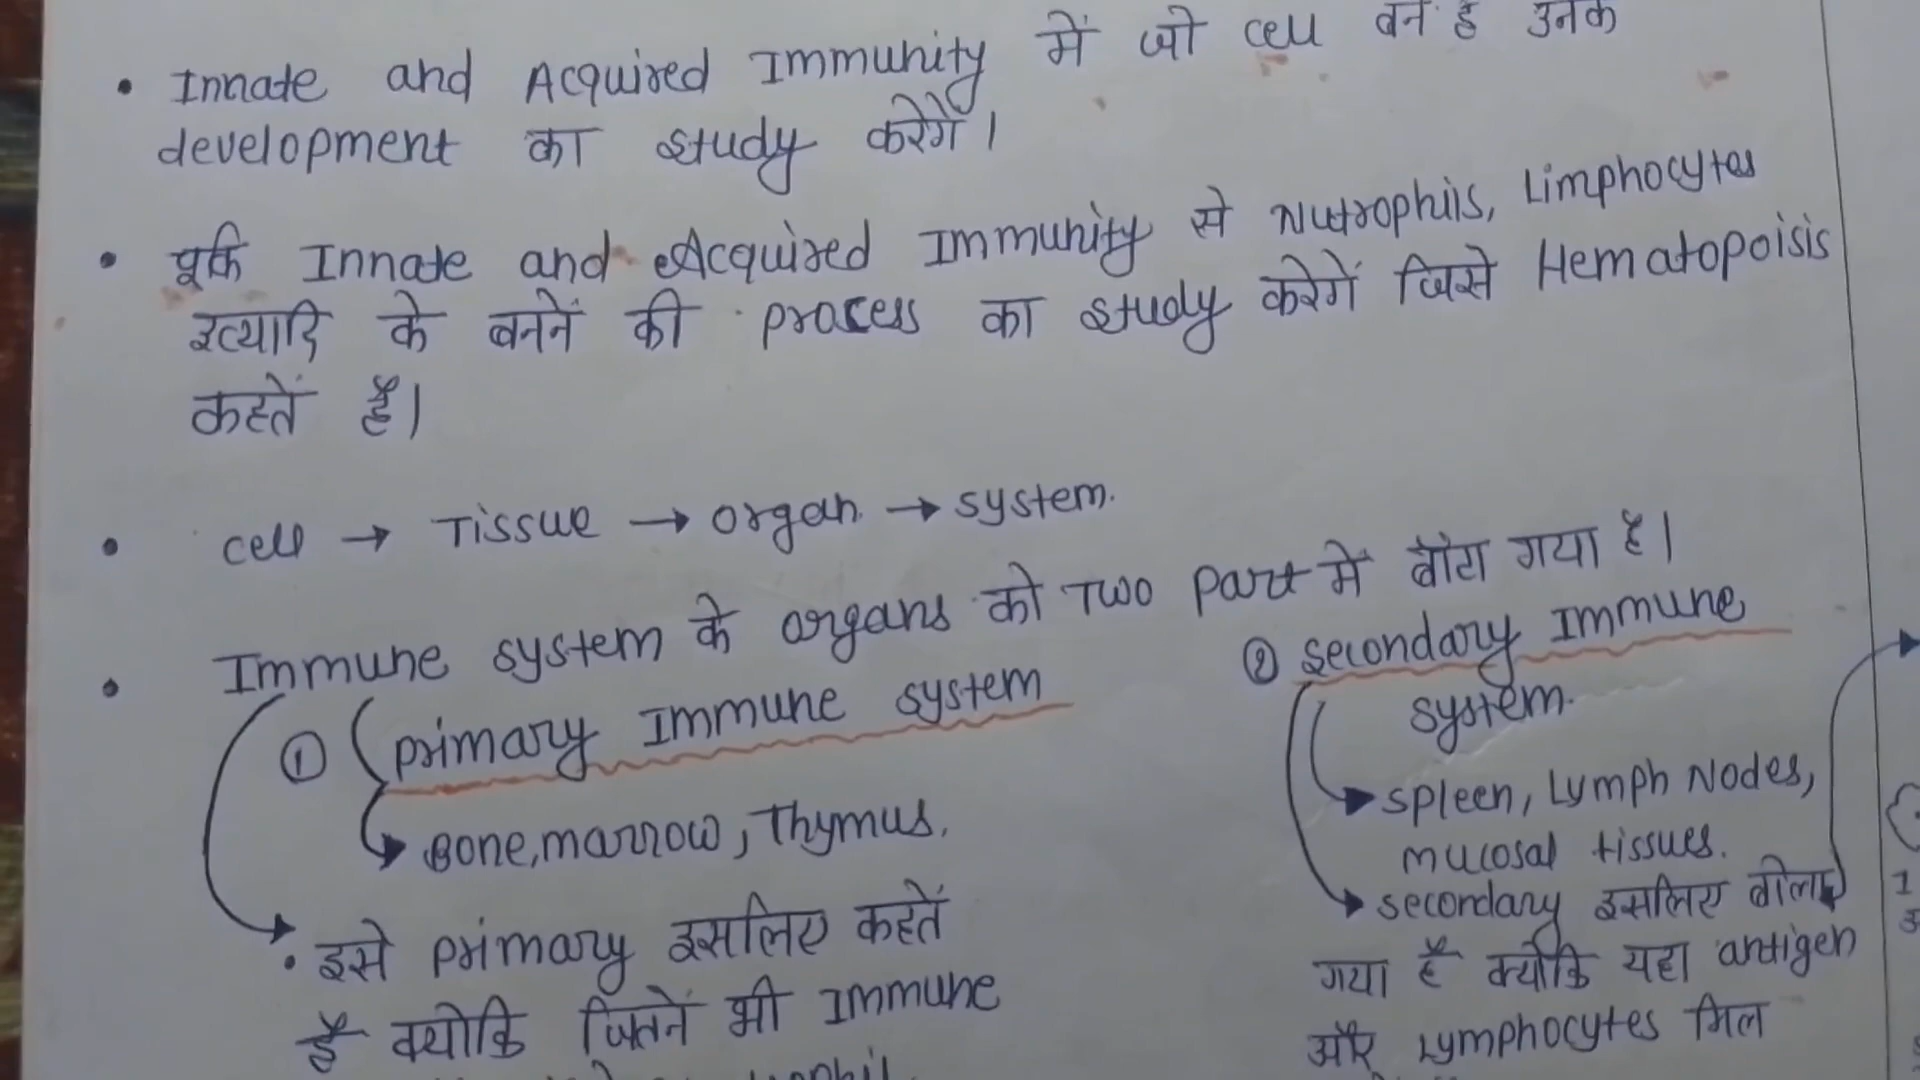 • Innate and Acquired Immunity में जो cell बने है उनके
development का study करेगें।
• चूकि Innate and Acquired Immunity से Nutrophils, Limphocytes
इत्यादि के बननें की process का study करेगें जिसे Hematopoisis
कहतें है।
• cell → Tissue → organ. → system.
• Immune system के organs को Two part में बांटा गया है।
① primary Immune system
Bone,marrow, Thymus.
• इसे primary इसलिए कहतें
है क्योकि जितनें भी Immune
② secondary Immune
system.
spleen, Lymph Nodes,
mucosal tissues.
secordary इसलिए बोला
गया है क्योकि यहा antigen
और Lymphocytes मिल